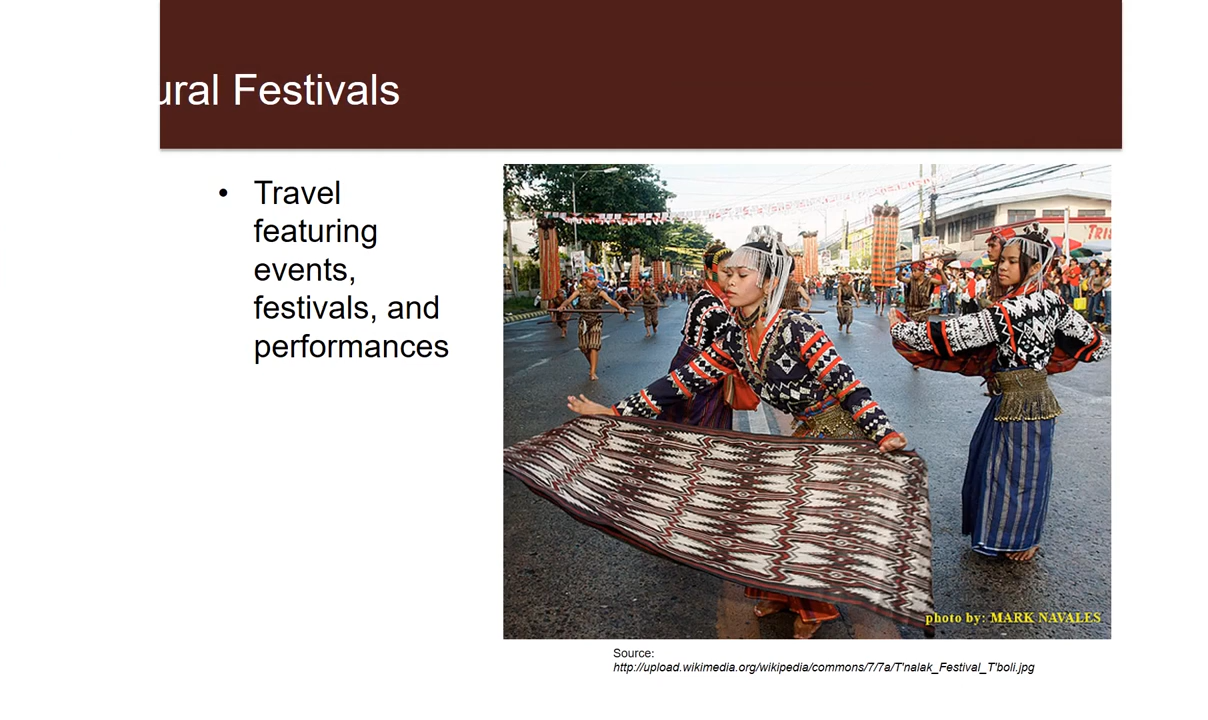 ural Festivals
• Travel
featuring
events,
festivals, and
performances
photo by: MARK NAVALES
Source:
http://upload.wikimedia.org/wikipedia/commons/7/7a/T'nalak_Festival_T'boli.jpg